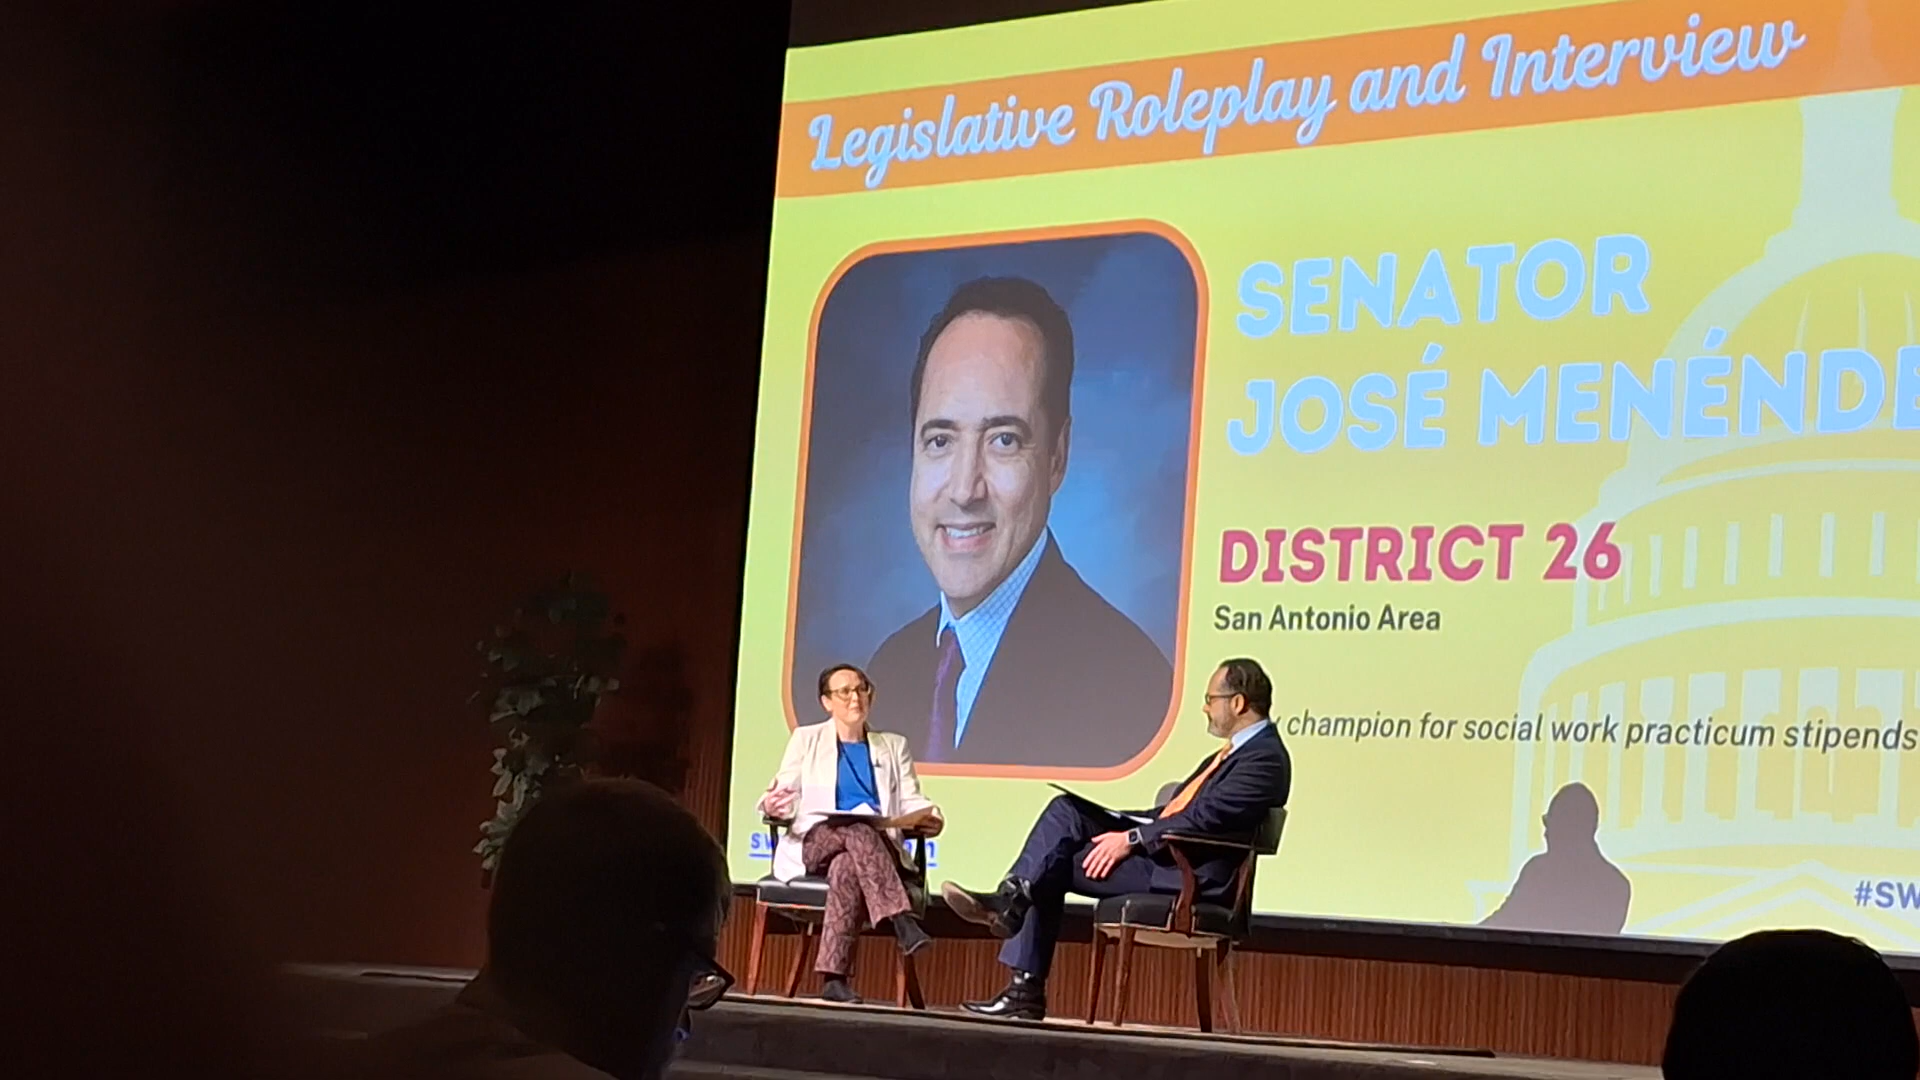 Legislative Roleplay and Interview
SENATOR
JOSÉ MENÉNDE
DISTRICT 26
San Antonio Area
champion for social work practicum stipends
#SW